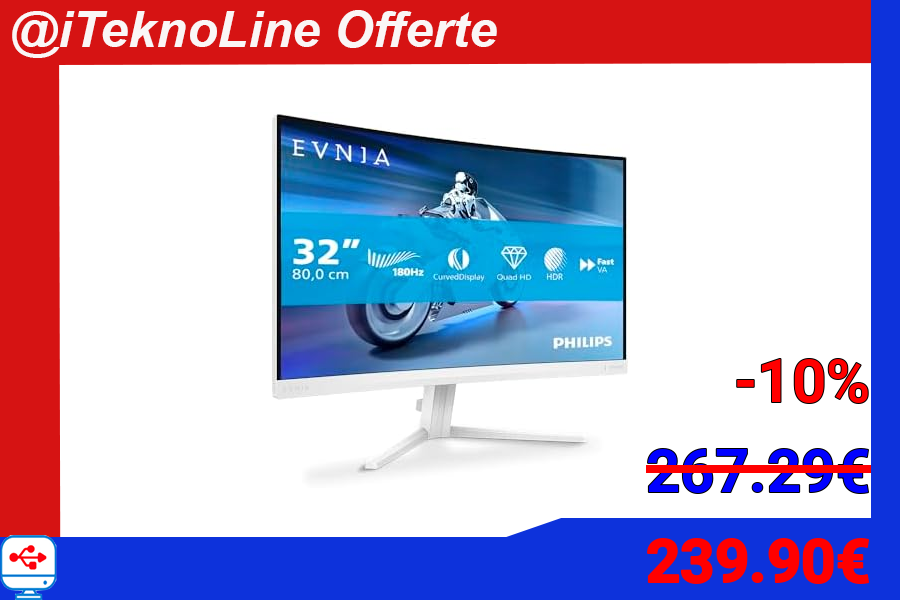 @iTeknoLine Offerte
EVNIA
32"
80,0 cm
180Hz
CurvedDisplay
Quad HD
HDR
Fast
VA
PHILIPS
EVNIA
-10%
267.29€
239.90€